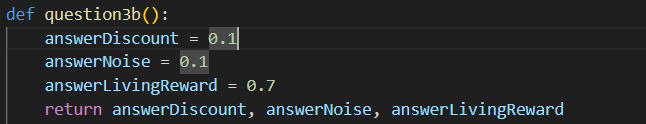 def question3b():
    answerDiscount = 0.1
    answerNoise = 0.1
    answerLivingReward = 0.7
    return answerDiscount, answerNoise, answerLivingReward